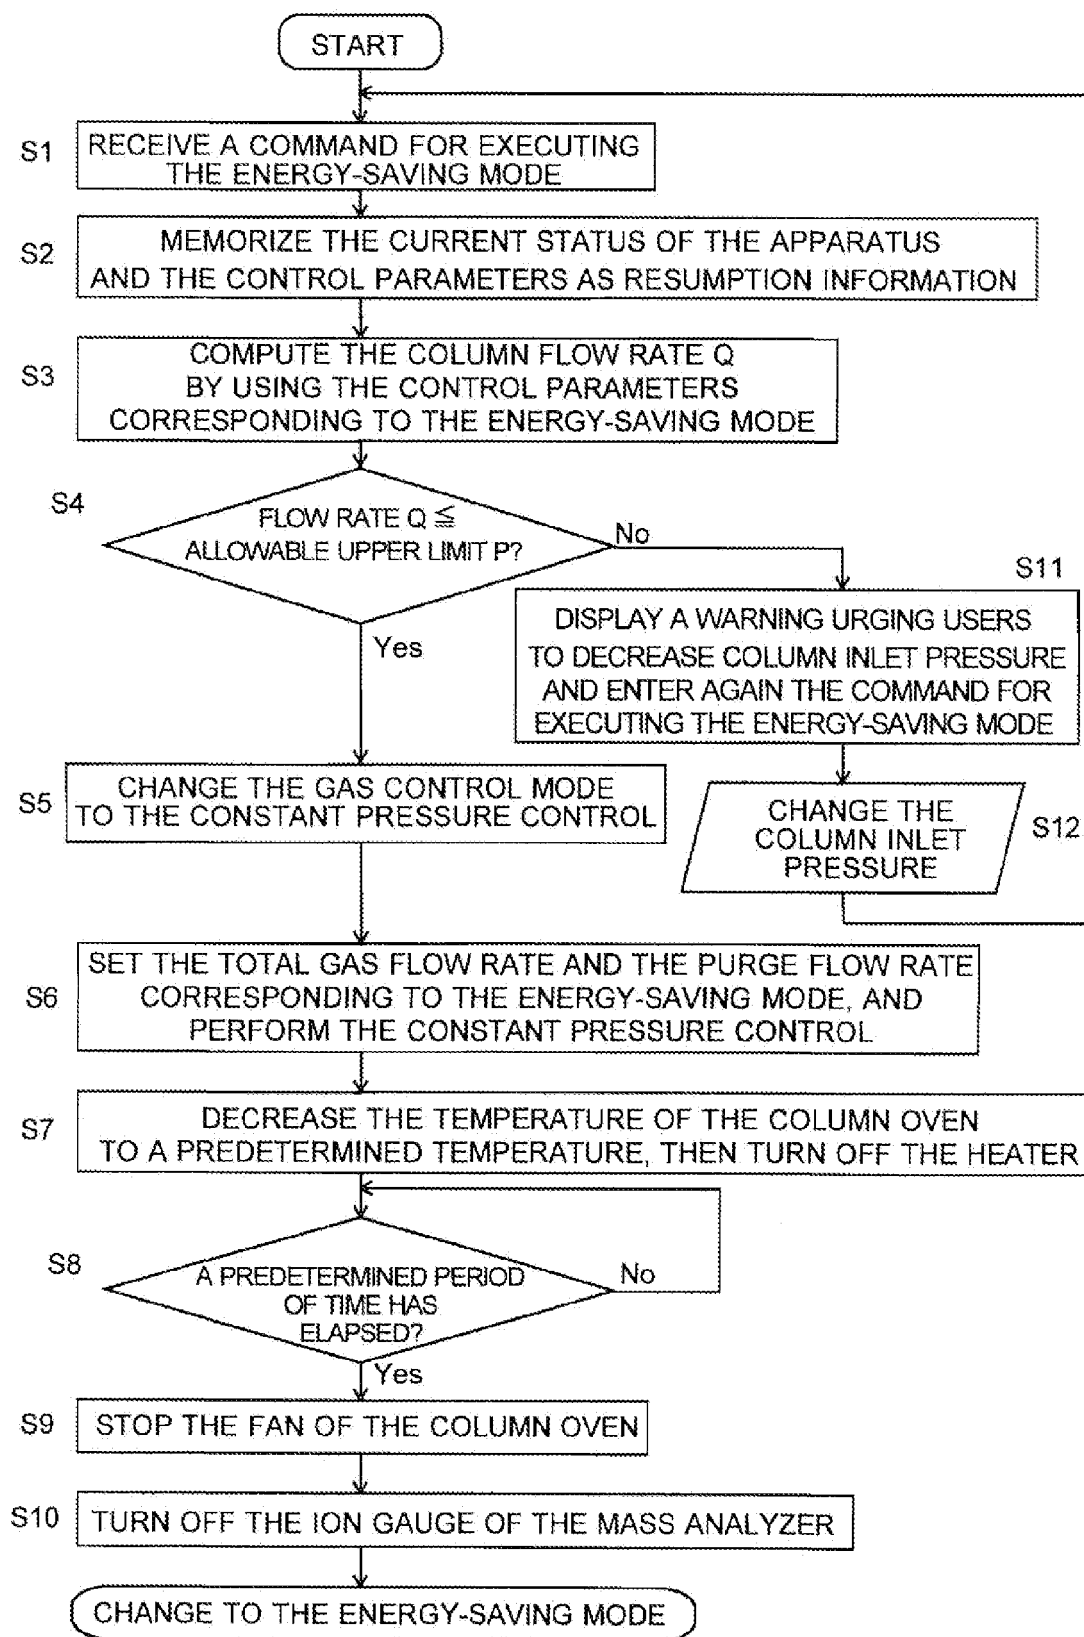 START
S1
RECEIVE A COMMAND FOR EXECUTING
THE ENERGY-SAVING MODE
S2
MEMORIZE THE CURRENT STATUS OF THE APPARATUS
AND THE CONTROL PARAMETERS AS RESUMPTION INFORMATION
S3
COMPUTE THE COLUMN FLOW RATE Q
BY USING THE CONTROL PARAMETERS
CORRESPONDING TO THE ENERGY-SAVING MODE
S4
FLOW RATE Q ≦
ALLOWABLE UPPER LIMIT P?
No
Yes
S11
DISPLAY A WARNING URGING USERS
TO DECREASE COLUMN INLET PRESSURE
AND ENTER AGAIN THE COMMAND FOR
EXECUTING THE ENERGY-SAVING MODE
S5
CHANGE THE GAS CONTROL MODE
TO THE CONSTANT PRESSURE CONTROL
CHANGE THE
COLUMN INLET
PRESSURE
S12
S6
SET THE TOTAL GAS FLOW RATE AND THE PURGE FLOW RATE
CORRESPONDING TO THE ENERGY-SAVING MODE, AND
PERFORM THE CONSTANT PRESSURE CONTROL
S7
DECREASE THE TEMPERATURE OF THE COLUMN OVEN
TO A PREDETERMINED TEMPERATURE, THEN TURN OFF THE HEATER
S8
A PREDETERMINED PERIOD
OF TIME HAS
ELAPSED?
No
Yes
S9
STOP THE FAN OF THE COLUMN OVEN
S10
TURN OFF THE ION GAUGE OF THE MASS ANALYZER
CHANGE TO THE ENERGY-SAVING MODE